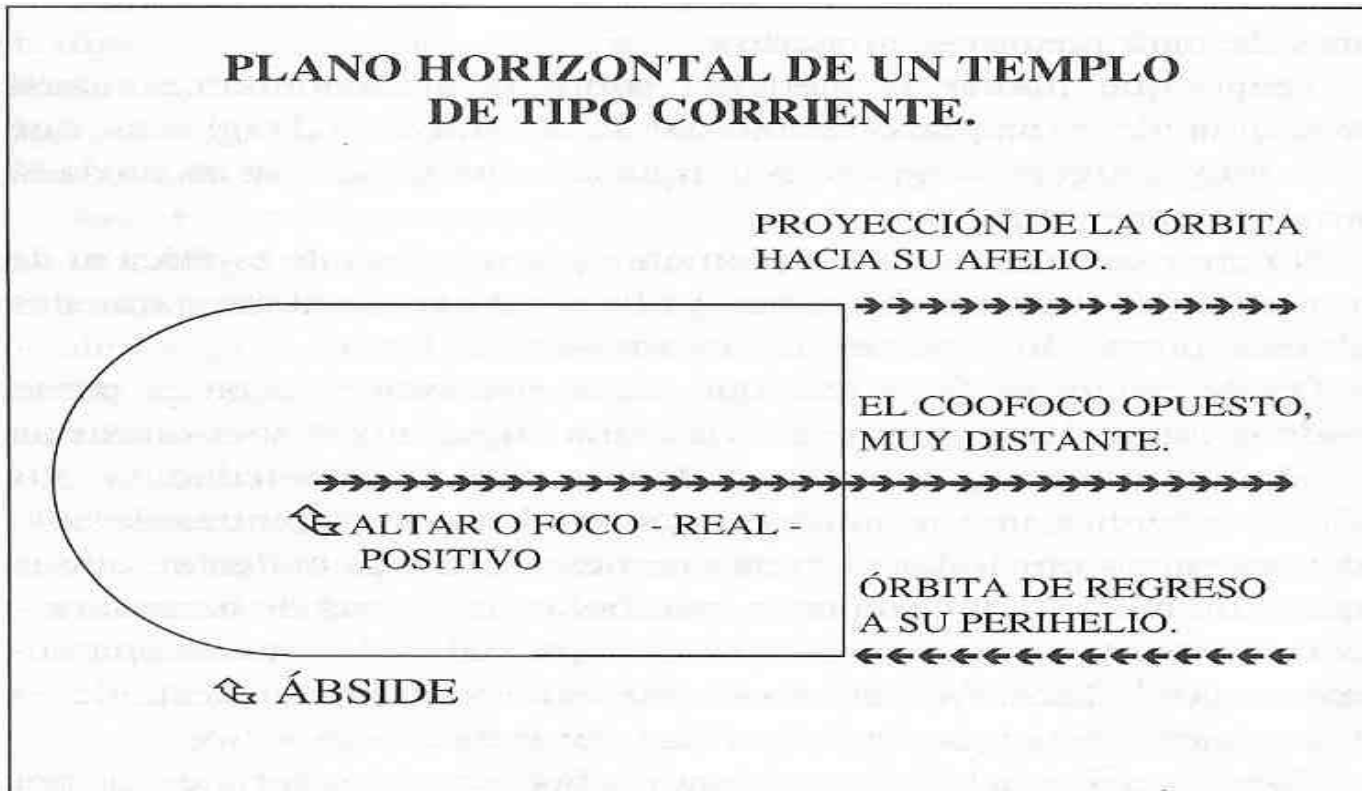 PLANO HORIZONTAL DE UN TEMPLO
DE TIPO CORRIENTE.
PROYECCIÓN DE LA ÓRBITA
HACIA SU AFELIO.
EL COOFOCO OPUESTO,
MUY DISTANTE.
ALTAR O FOCO - REAL -
POSITIVO
ÓRBITA DE REGRESO
A SU PERIHELIO.
ÁBSIDE